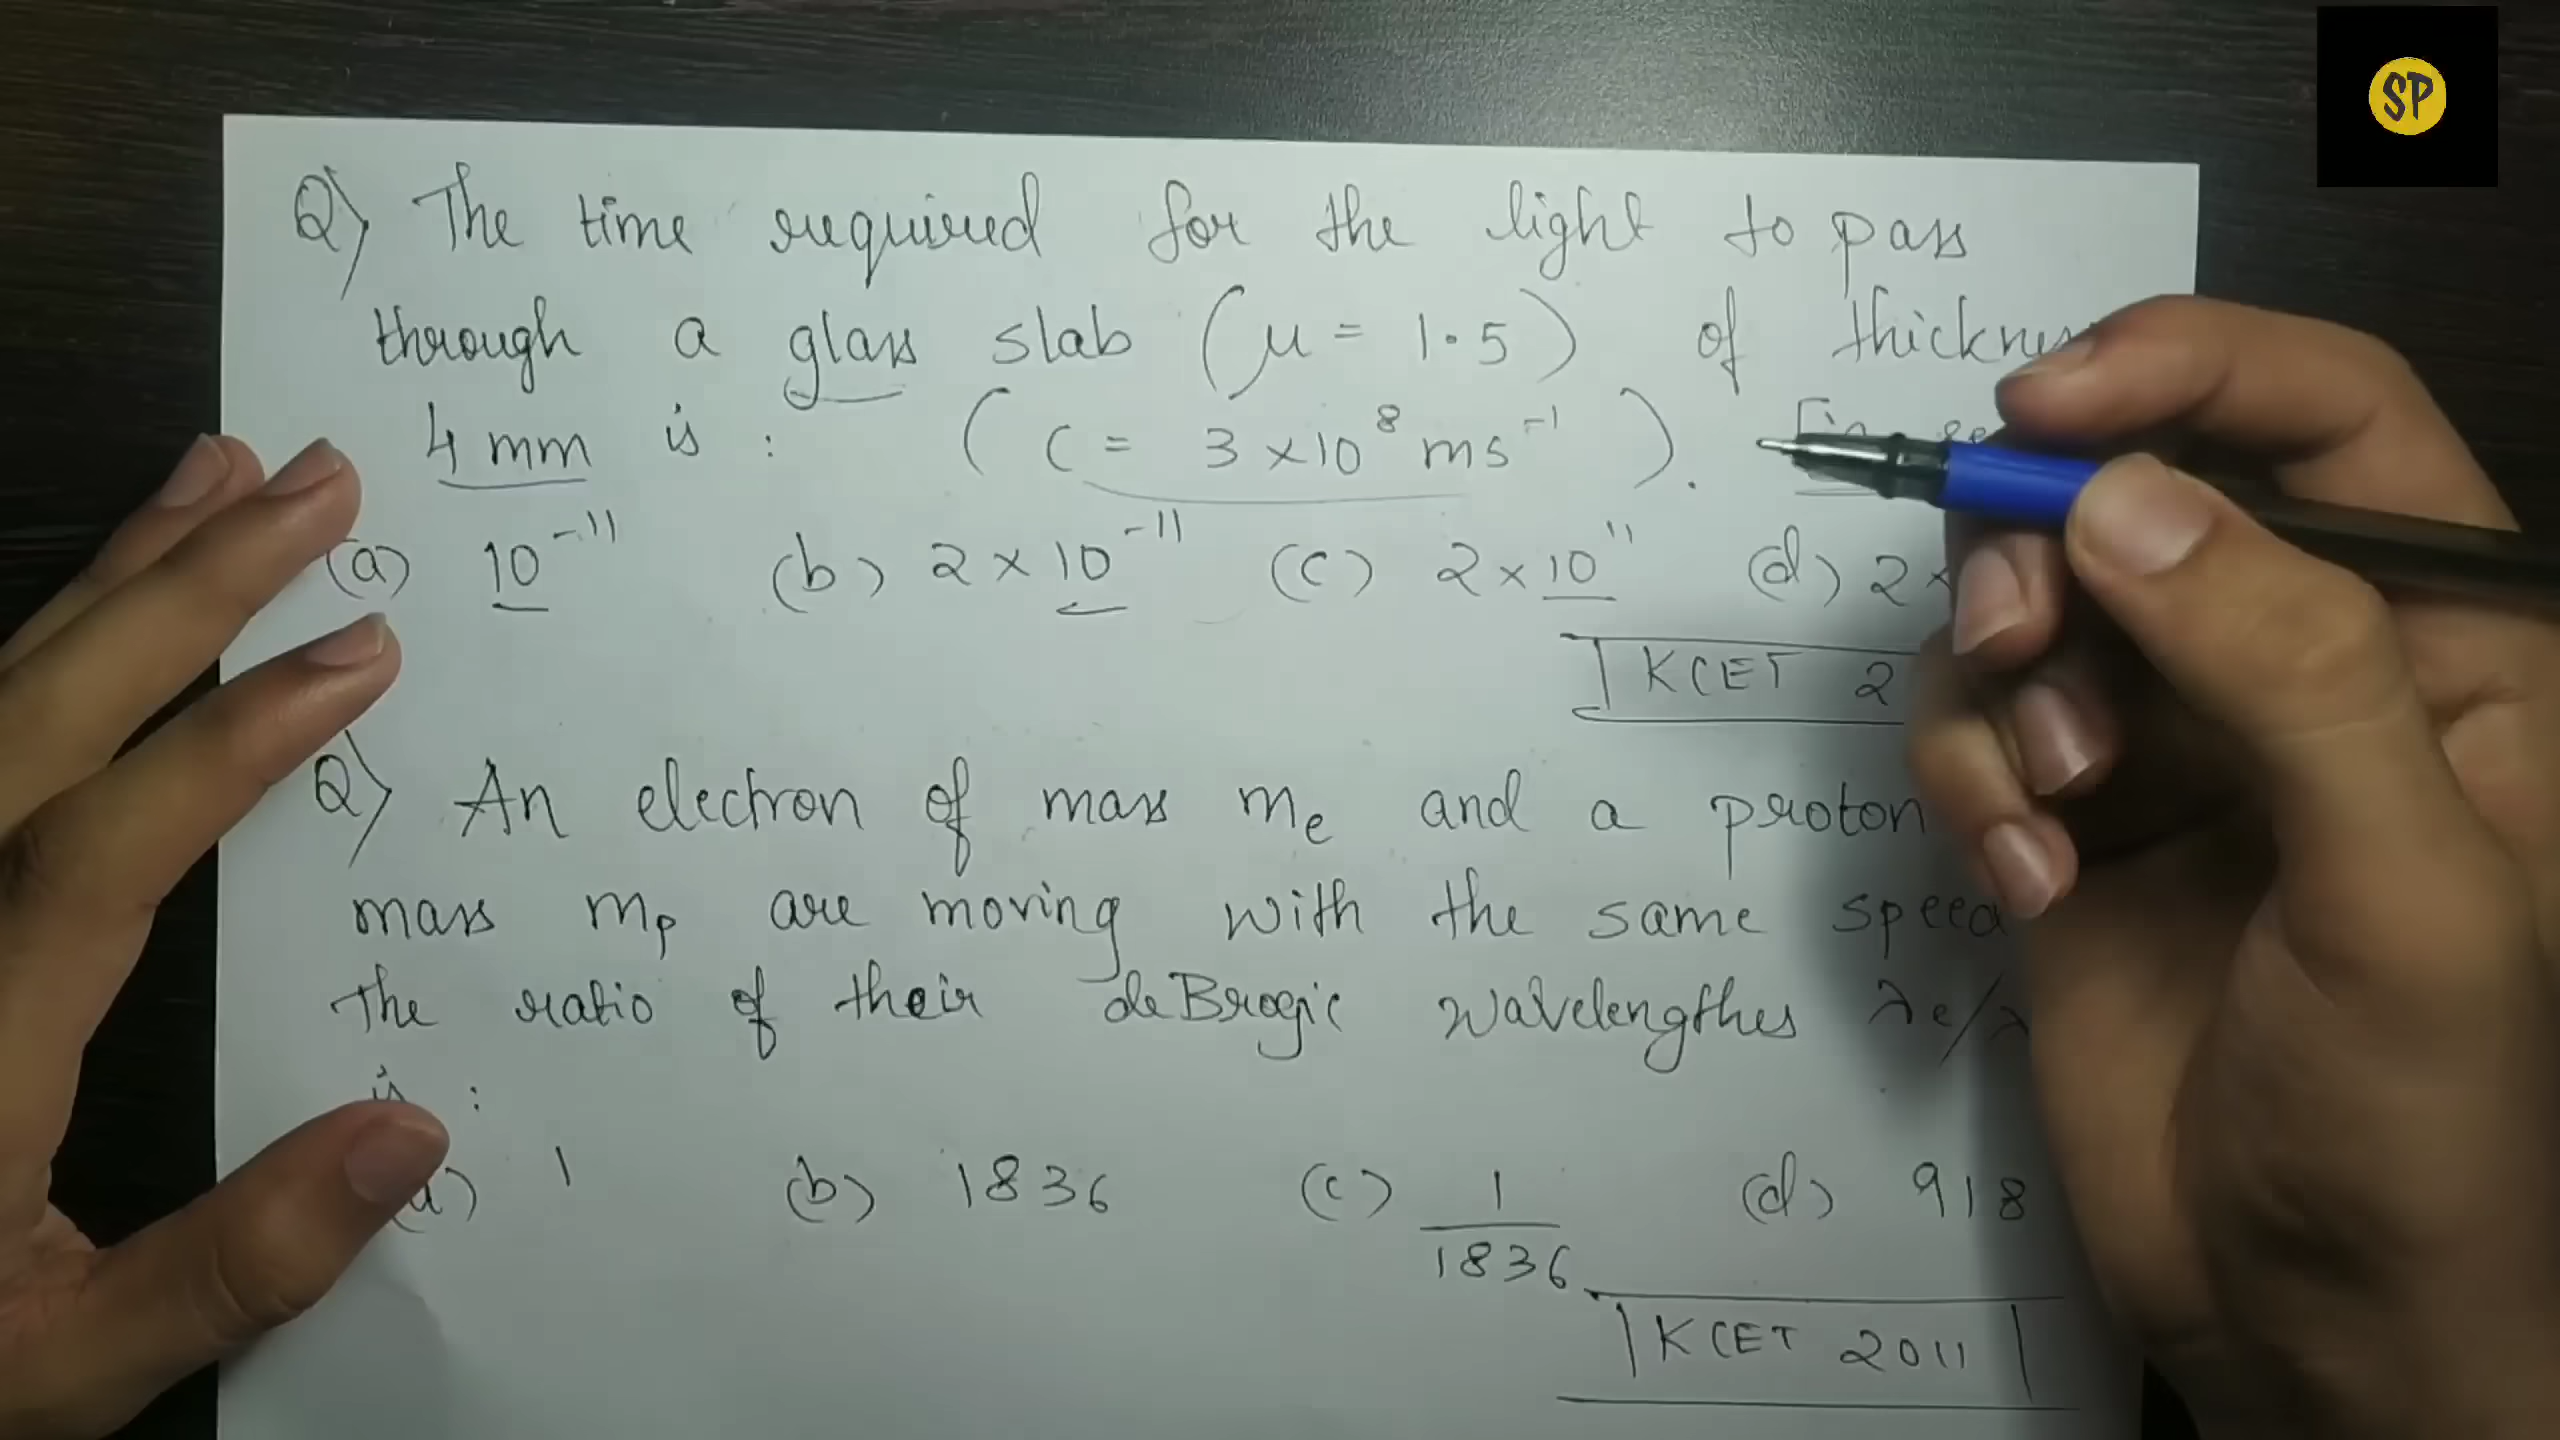 SP
Q) The time required for the light to pass
through a glass slab (μ = 1.5) of
4 mm is : (c = 3 × 10⁸ ms⁻¹).
(a) 10⁻¹¹ (b) 2 × 10⁻¹¹ (c) 2 × 10¹¹ (d) 2 ×
KCET 2
Q) An electron of mass mₑ and a proton
mass mₚ are moving with the same speed
The ratio of their deBrogic wavelengthes λe/λ
is :
1 (b) 1836 (c) 1/1836 (d) 918
KCET 2011